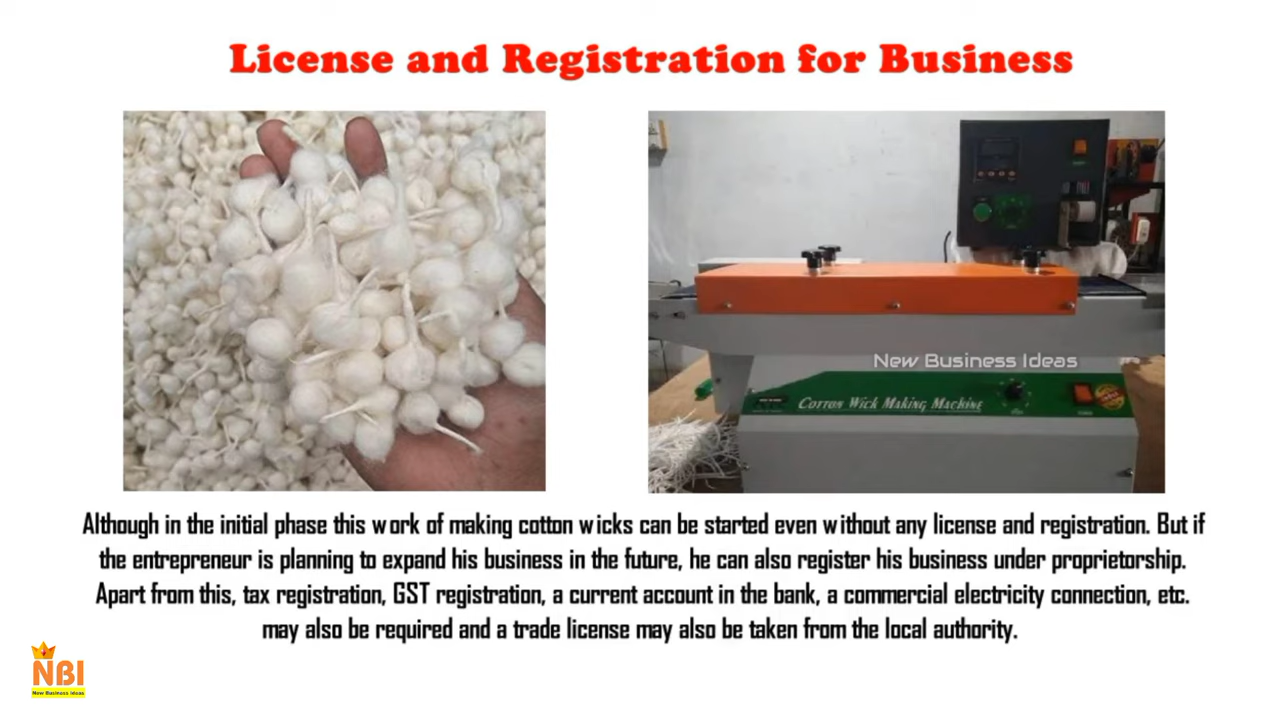 License and Registration for Business
New Business Ideas
Cotton Wick Making Machine
Although in the initial phase this work of making cotton wicks can be started even without any license and registration. But if
the entrepreneur is planning to expand his business in the future, he can also register his business under proprietorship.
Apart from this, tax registration, GST registration, a current account in the bank, a commercial electricity connection, etc.
may also be required and a trade license may also be taken from the local authority.
NBI
New Business Ideas